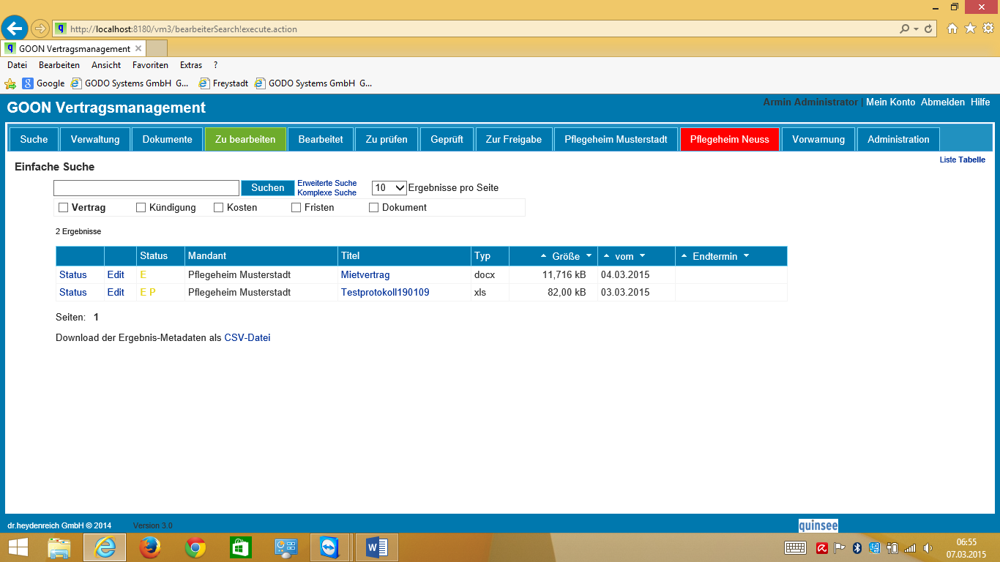 http://localhost:8180/vm3/bearbeiterSearch!execute.action
GOON Vertragsmanagement
Datei Bearbeiten Ansicht Favoriten Extras ?
Google GODO Systems GmbH G... Freystadt GODO Systems GmbH G...
GOON Vertragsmanagement
Armin Administrator | Mein Konto Abmelden Hilfe
Suche Verwaltung Dokumente Zu bearbeiten Bearbeitet Zu prüfen Geprüft Zur Freigabe Pflegeheim Musterstadt Pflegeheim Neuss Vorwarnung Administration
Liste Tabelle
Einfache Suche
Suchen Erweiterte Suche
Komplexe Suche
10 Ergebnisse pro Seite
Vertrag Kündigung Kosten Fristen Dokument
2 Ergebnisse
Status Mandant Titel Typ Größe vom Endtermin
Status Edit E Pflegeheim Musterstadt Mietvertrag docx 11,716 kB 04.03.2015
Status Edit E P Pflegeheim Musterstadt Testprotokoll190109 xls 82,00 kB 03.03.2015
Seiten: 1
Download der Ergebnis-Metadaten als CSV-Datei
dr.heydenreich GmbH © 2014 Version 3.0
quinsee
06:55
07.03.2015